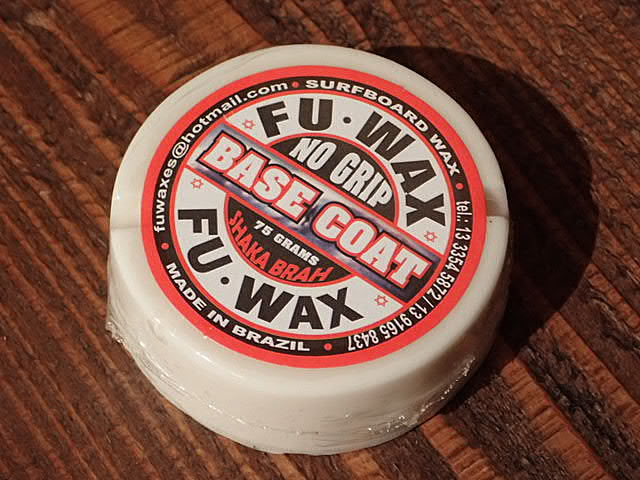 fuwaxes@hotmail.com • SURFBOARD WAX • tel.: 13 3354 5872 / 13 9165 8437
FU·WAX
NO GRIP
BASE COAT
75 GRAMS
SHAKA BRAH
FU·WAX
MADE IN BRAZIL